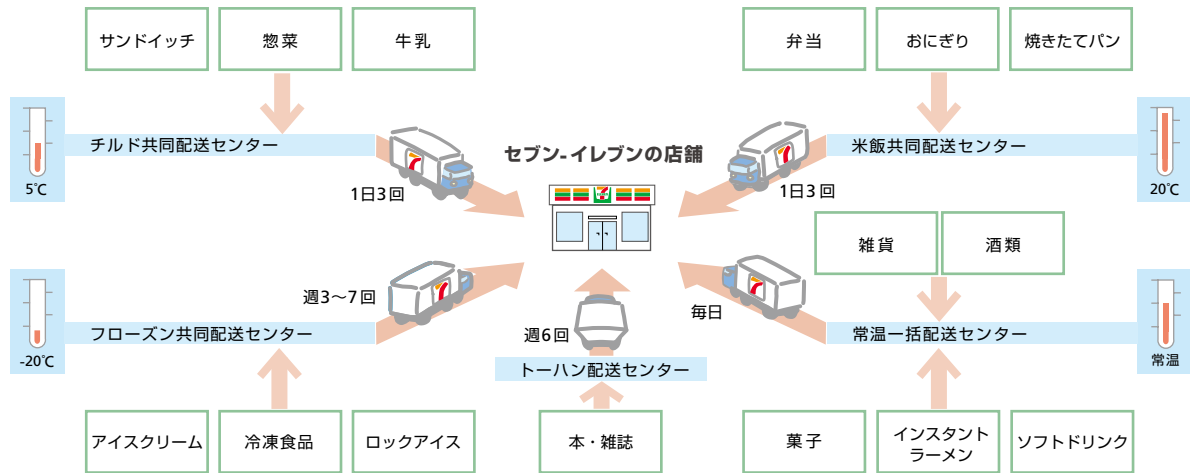 サンドイッチ
惣菜
牛乳
弁当
おにぎり
焼きたてパン
5℃
チルド共同配送センター
1日3回
セブン-イレブンの店舗
米飯共同配送センター
1日3回
20℃
雑貨
酒類
-20℃
フローズン共同配送センター
週3〜7回
週6回
トーハン配送センター
毎日
常温一括配送センター
常温
アイスクリーム
冷凍食品
ロックアイス
本・雑誌
菓子
インスタント
ラーメン
ソフトドリンク